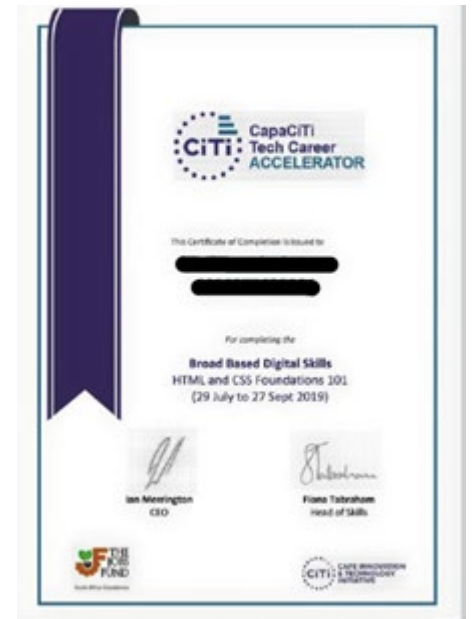 CiTi
CapaCiTi
Tech Career
ACCELERATOR
This Certificate of Completion is issued to
For completing the
Broad Based Digital Skills
HTML and CSS Foundations 101
(29 July to 27 Sept 2019)
Ian Merrington
CEO
Fiona Tabraham
Head of Skills
THE
JOBS
FUND
CiTi
CAPE INNOVATION
& TECHNOLOGY
INITIATIVE